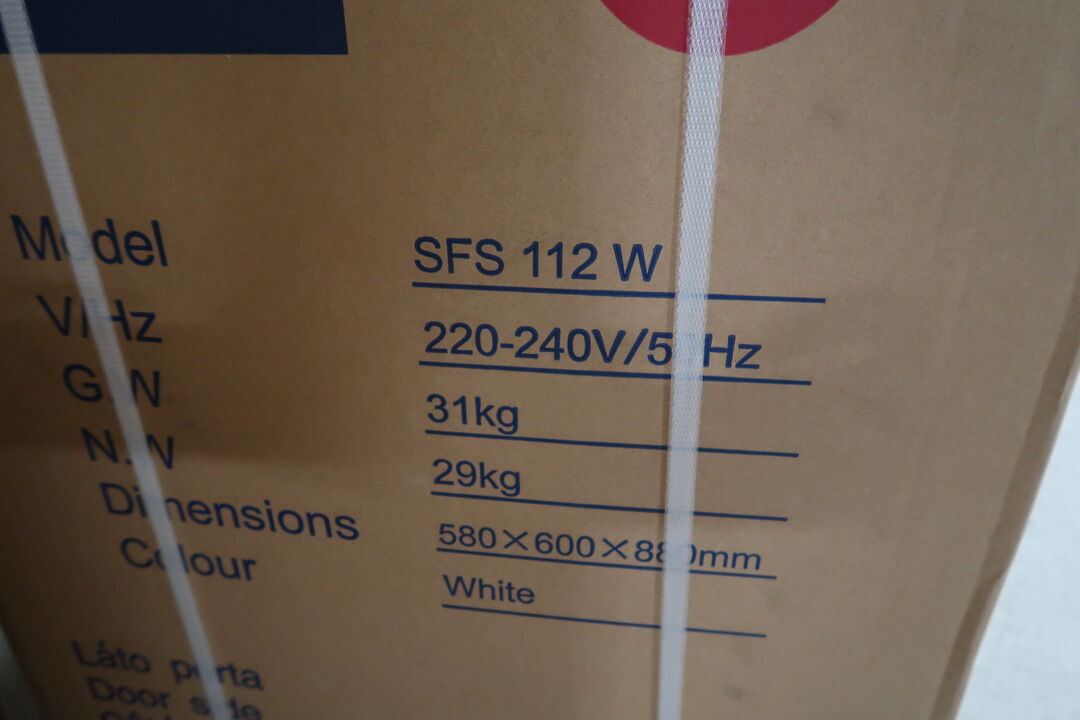 Model SFS 112 W
V/Hz 220-240V/50Hz
G.W 31kg
N.W 29kg
Dimensions 580×600×880mm
Colour White
Láto porta
Door side